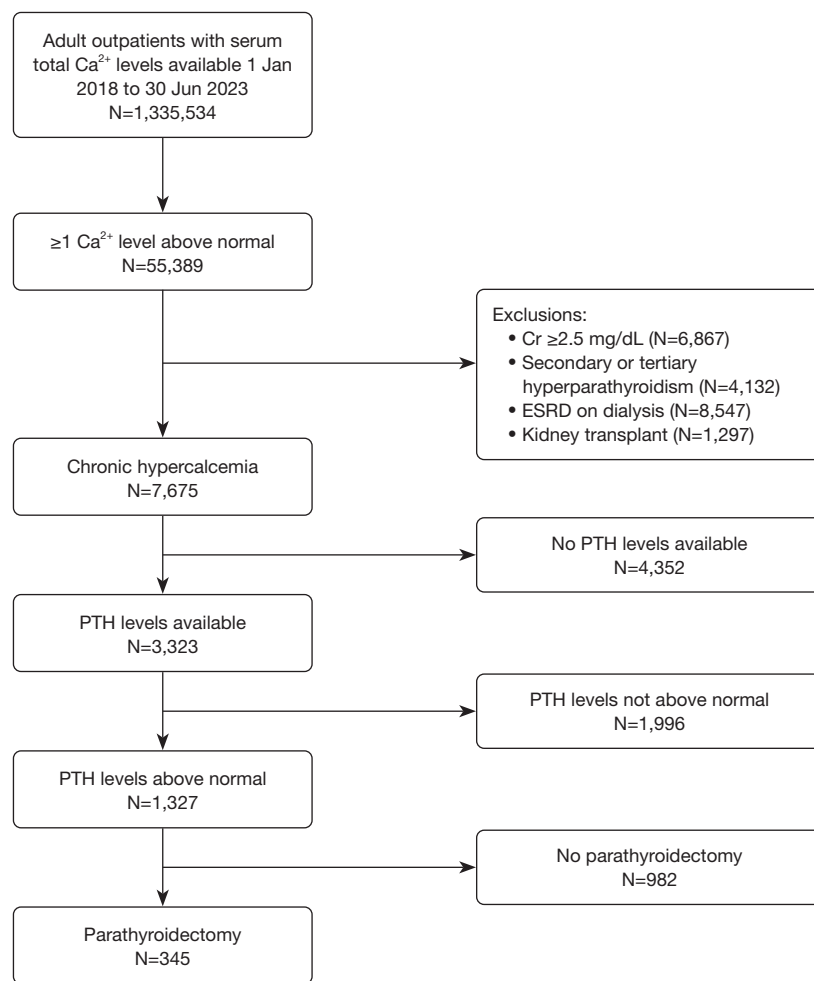 Adult outpatients with serum
total Ca²⁺ levels available 1 Jan
2018 to 30 Jun 2023
N=1,335,534
≥1 Ca²⁺ level above normal
N=55,389
Exclusions:
• Cr ≥2.5 mg/dL (N=6,867)
• Secondary or tertiary
hyperparathyroidism (N=4,132)
• ESRD on dialysis (N=8,547)
• Kidney transplant (N=1,297)
Chronic hypercalcemia
N=7,675
No PTH levels available
N=4,352
PTH levels available
N=3,323
PTH levels not above normal
N=1,996
PTH levels above normal
N=1,327
No parathyroidectomy
N=982
Parathyroidectomy
N=345